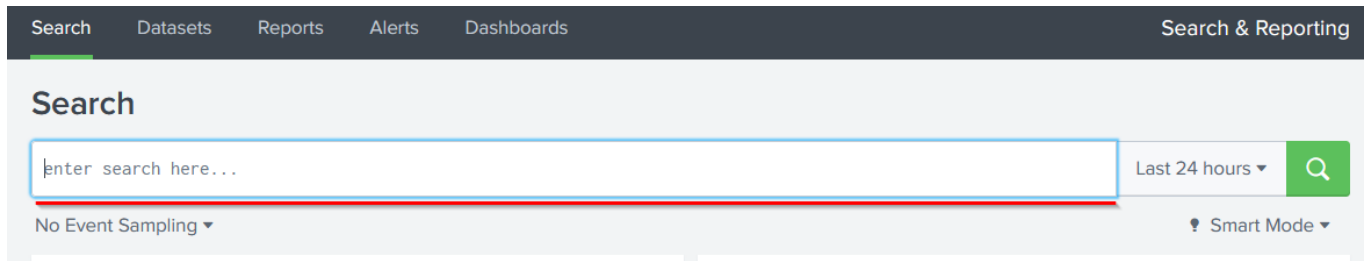 Search Datasets Reports Alerts Dashboards Search & Reporting
Search
enter search here... Last 24 hours
No Event Sampling Smart Mode